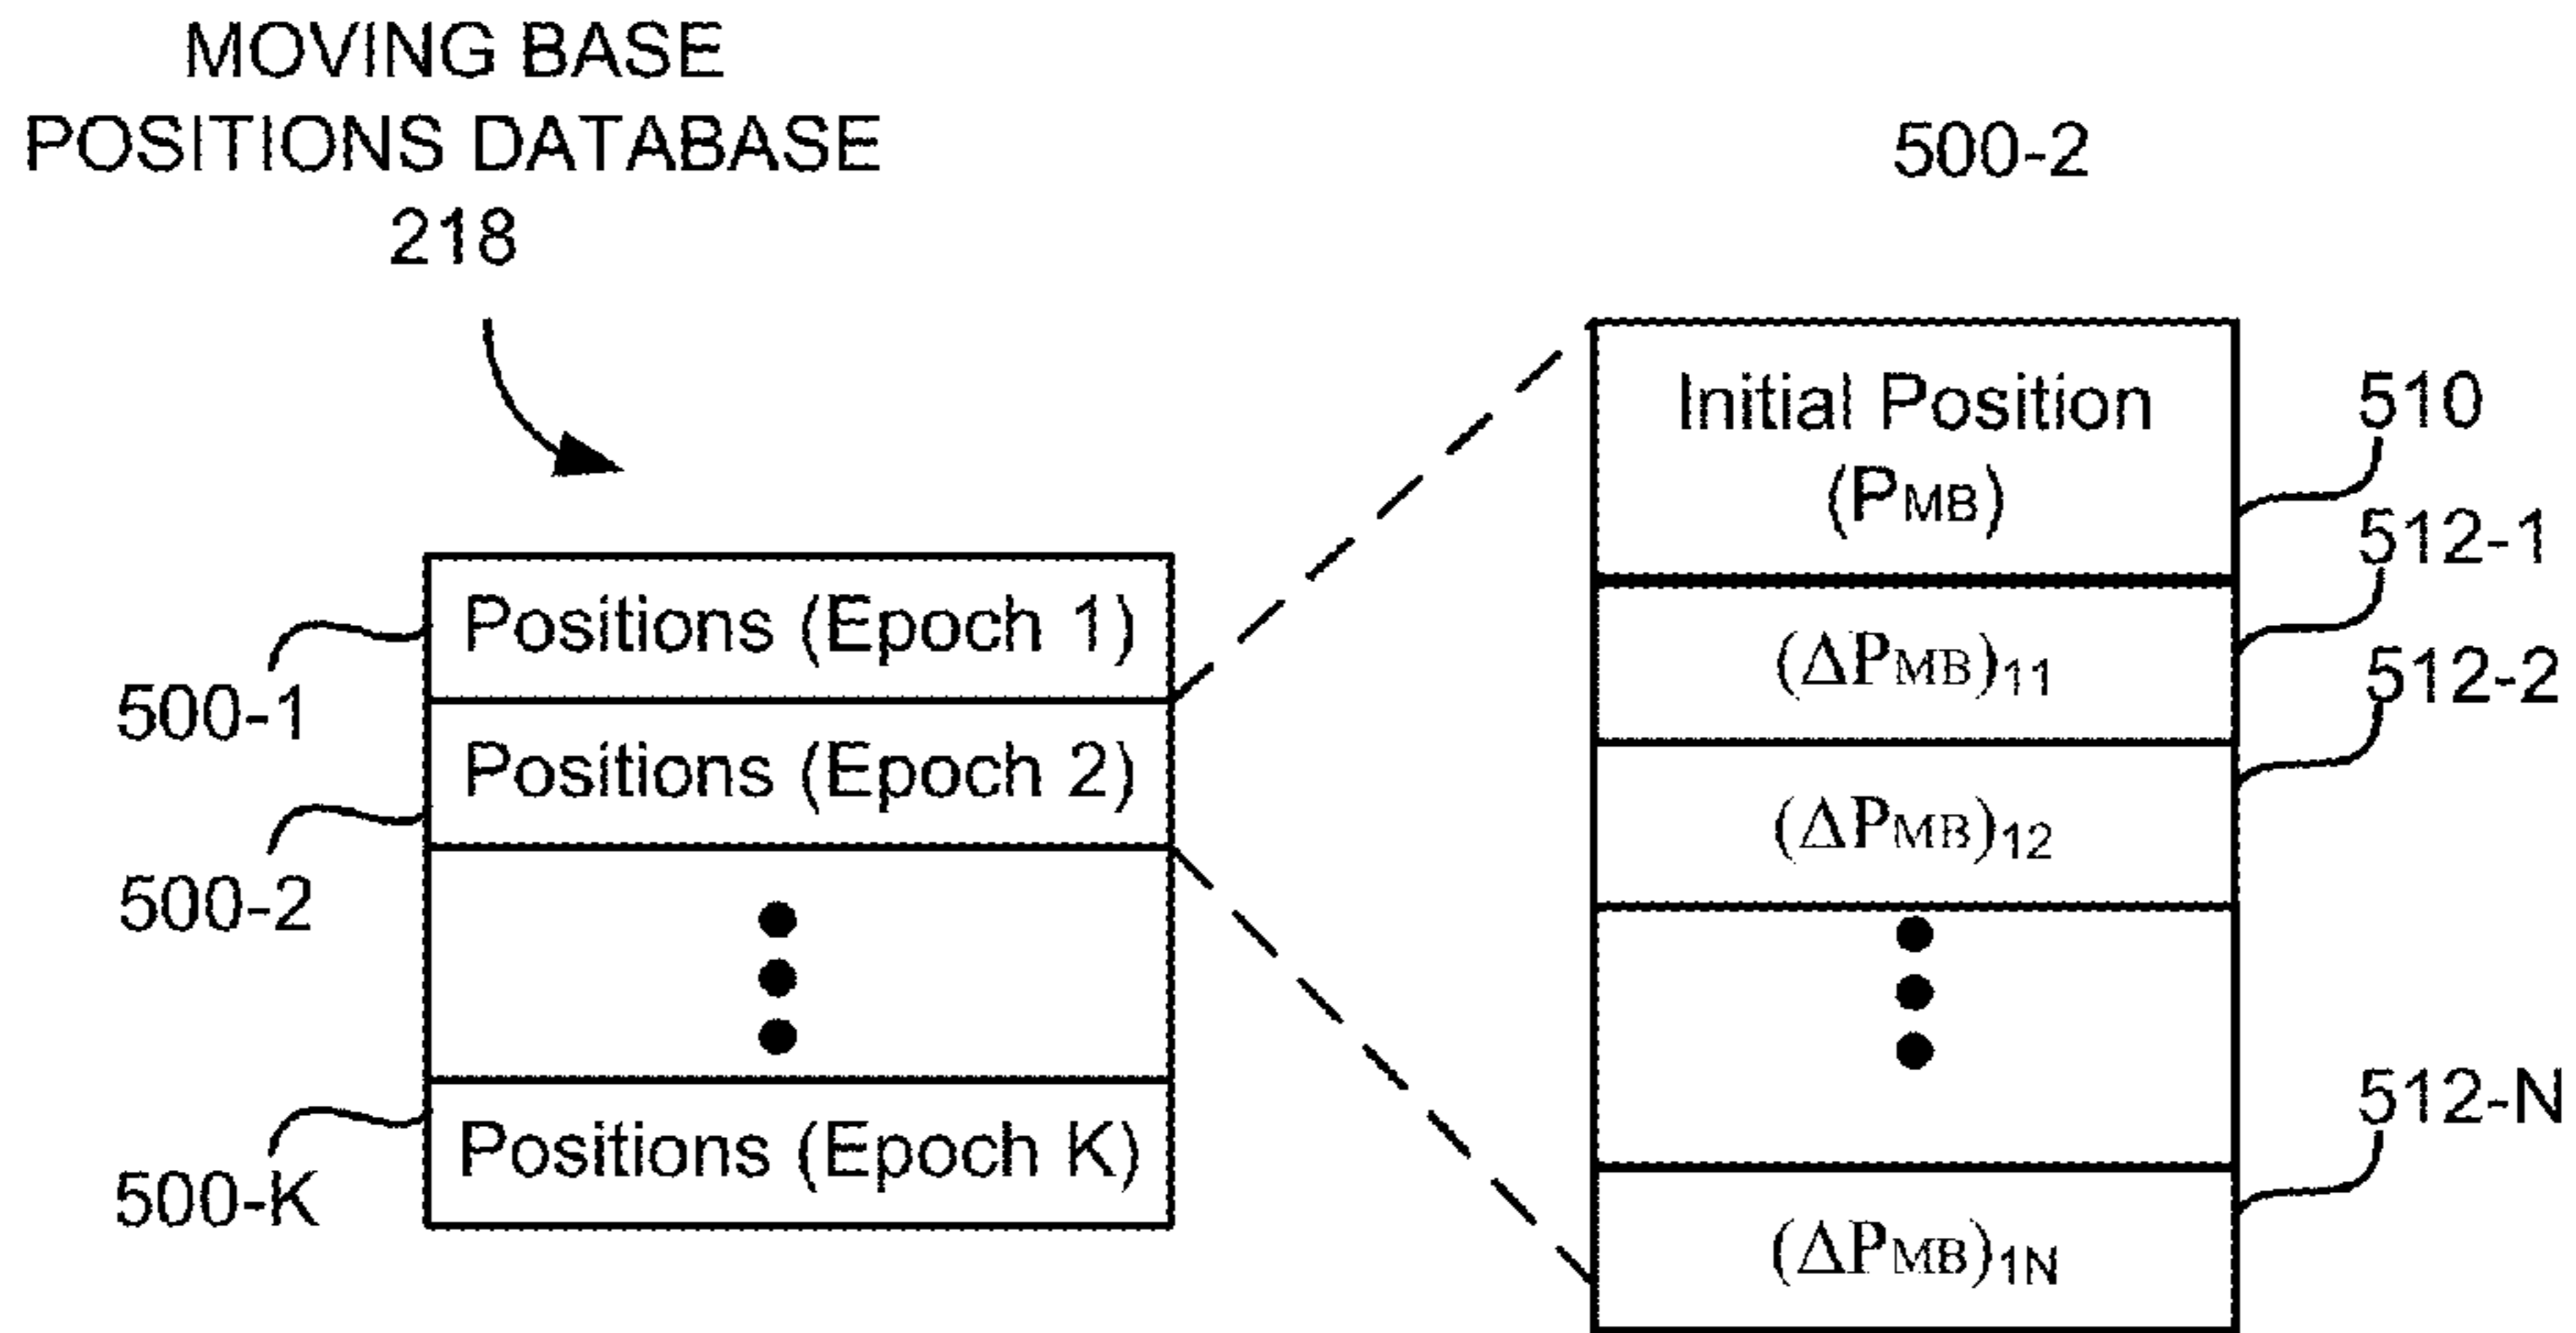 MOVING BASE
POSITIONS DATABASE
218
Positions (Epoch 1)
500-1
Positions (Epoch 2)
500-2
Positions (Epoch K)
500-K
500-2
Initial Position
(PMB)
510
(ΔPMB)11
512-1
(ΔPMB)12
512-2
(ΔPMB)1N
512-N